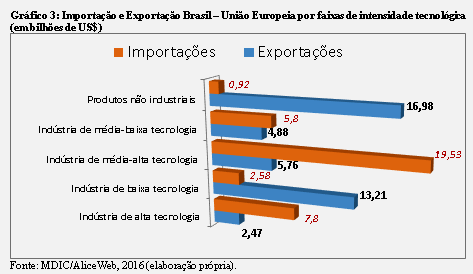 Gráfico 3: Importação e Exportação Brasil – União Europeia por faixas de intensidade tecnológica
(em bilhões de US$)
Importações Exportações
0,92
Produtos não industriais
16,98
5,8
Indústria de média-baixa tecnologia
4,88
Indústria de média-alta tecnologia
19,53
5,76
2,58
Indústria de baixa tecnologia
13,21
7,8
Indústria de alta tecnologia
2,47
Fonte: MDIC/AliceWeb, 2016 (elaboração própria).